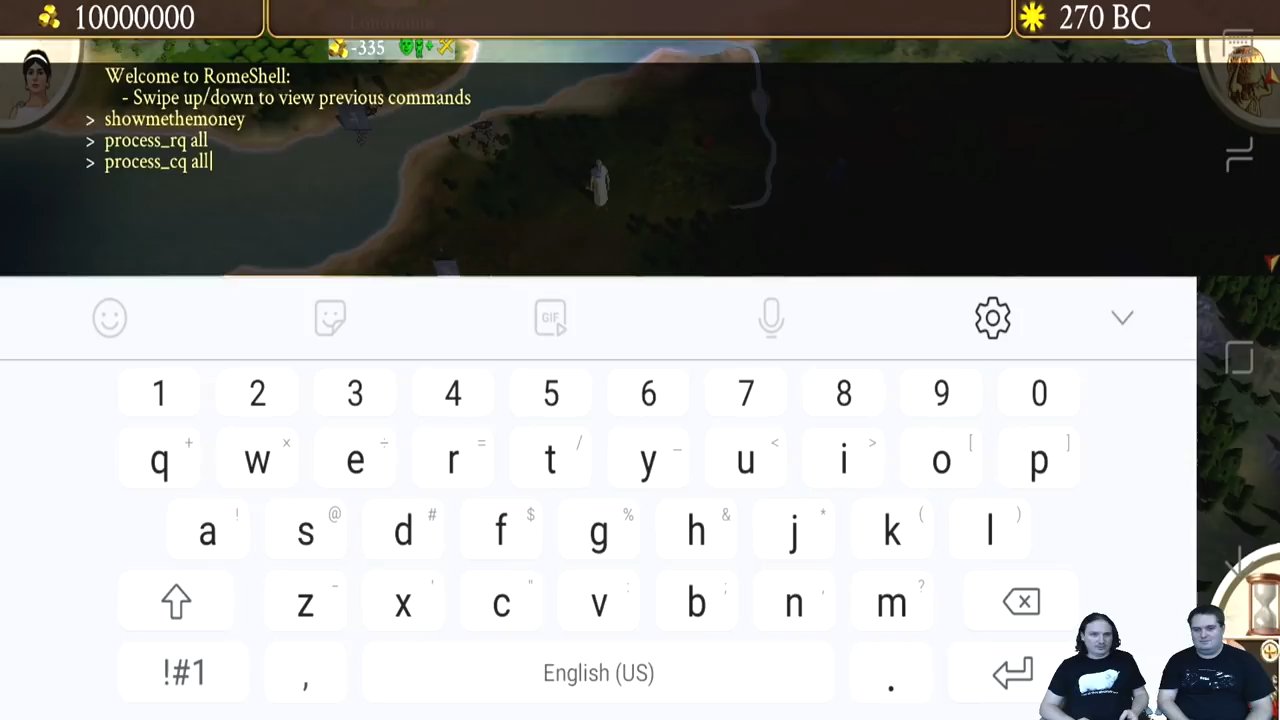 10000000
270 BC
-335
Welcome to RomeShell:
- Swipe up/down to view previous commands
> showmethemoney
> process_rq all
> process_cq all
GIF
1 2 3 4 5 6 7 8 9 0
q + w × e ÷ r = t / y _ u < i > o [ p ]
a ! s @ d # f $ g % h & j * k ( l )
z - x ' c " v : b ; n , m ?
!#1 , English (US) .